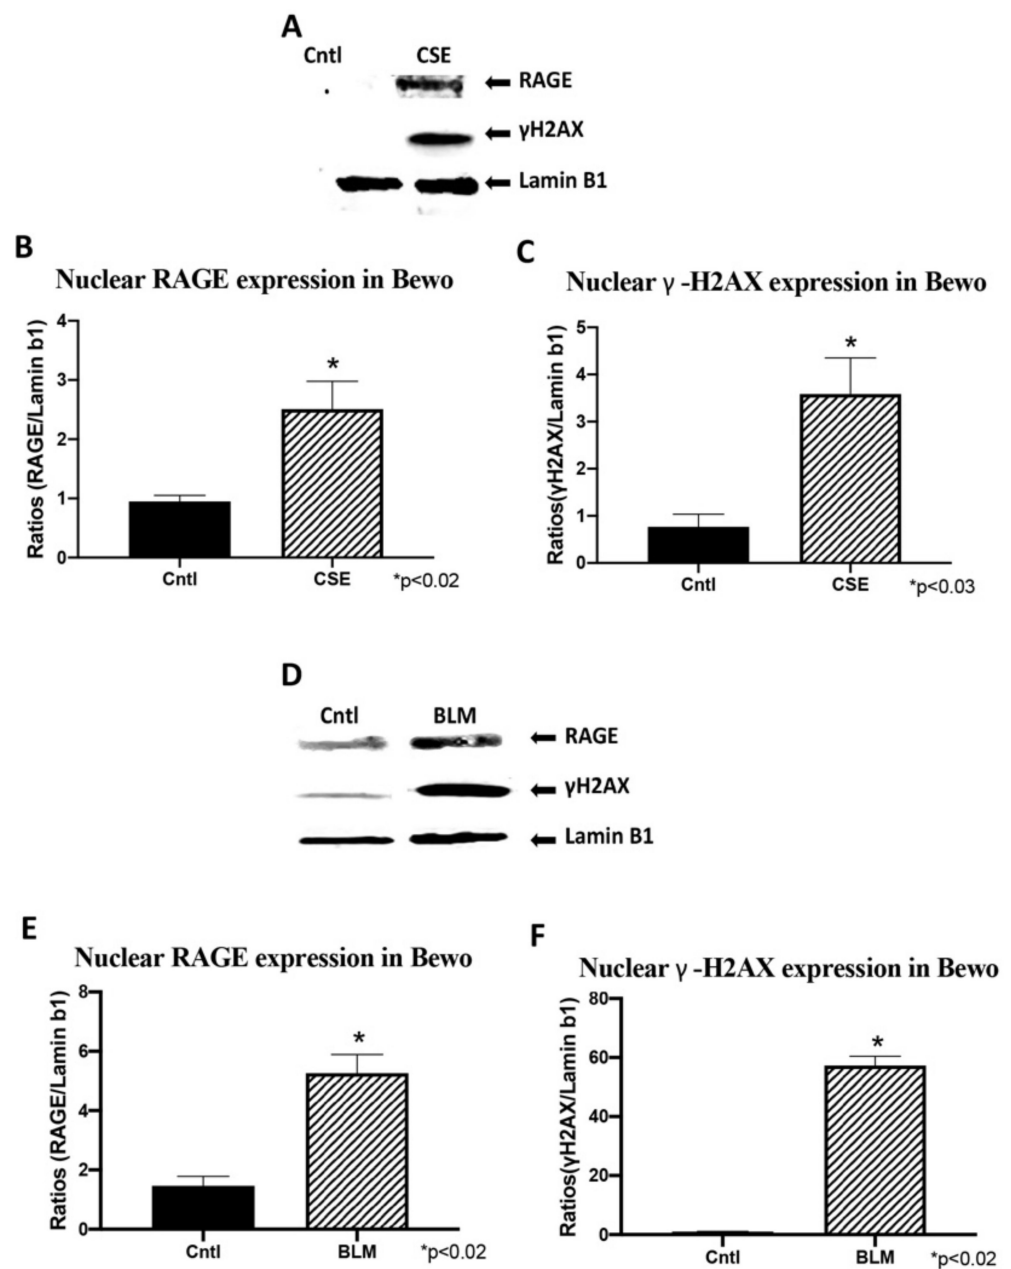 A
Cntl CSE
RAGE
γH2AX
Lamin B1
B
Nuclear RAGE expression in Bewo
Ratios (RAGE/Lamin b1)
4
3
2
1
0
*
Cntl CSE *p<0.02
C
Nuclear γ -H2AX expression in Bewo
Ratios(γH2AX/Lamin b1)
5
4
3
2
1
0
*
Cntl CSE *p<0.03
D
Cntl BLM
RAGE
γH2AX
Lamin B1
E
Nuclear RAGE expression in Bewo
Ratios (RAGE/Lamin b1)
8
6
4
2
0
*
Cntl BLM *p<0.02
F
Nuclear γ -H2AX expression in Bewo
Ratios(γH2AX/Lamin b1)
80
60
40
20
0
*
Cntl BLM *p<0.02